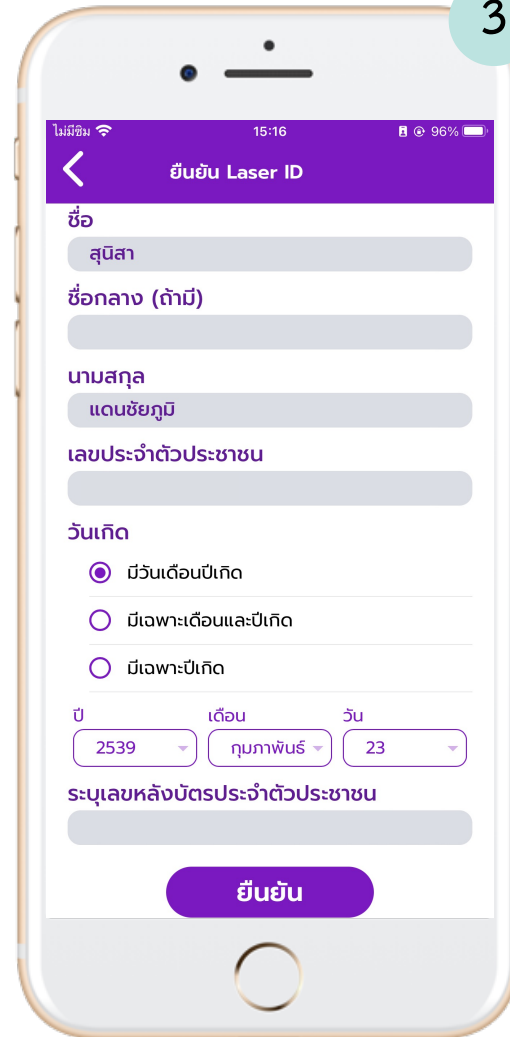 3
ไม่มีซิม 15:16 96%
ยืนยัน Laser ID
ชื่อ
สุนิสา
ชื่อกลาง (ถ้ามี)
นามสกุล
แดนชัยภูมิ
เลขประจำตัวประชาชน
วันเกิด
มีวันเดือนปีเกิด
มีเฉพาะเดือนและปีเกิด
มีเฉพาะปีเกิด
ปี เดือน วัน
2539 กุมภาพันธ์ 23
ระบุเลขหลังบัตรประจำตัวประชาชน
ยืนยัน